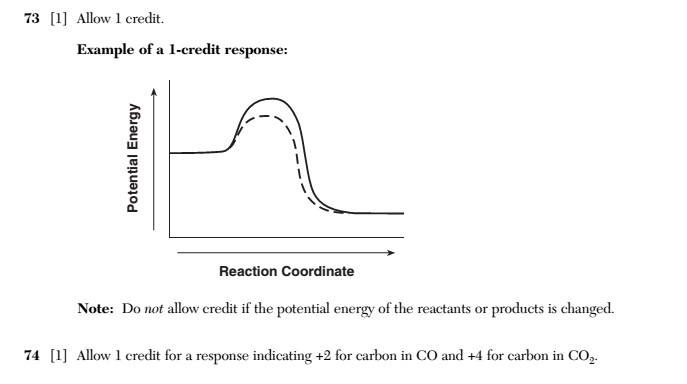 73 [1] Allow 1 credit.
Example of a 1-credit response:
Potential Energy
Reaction Coordinate
Note: Do not allow credit if the potential energy of the reactants or products is changed.
74 [1] Allow 1 credit for a response indicating +2 for carbon in CO and +4 for carbon in CO₂.